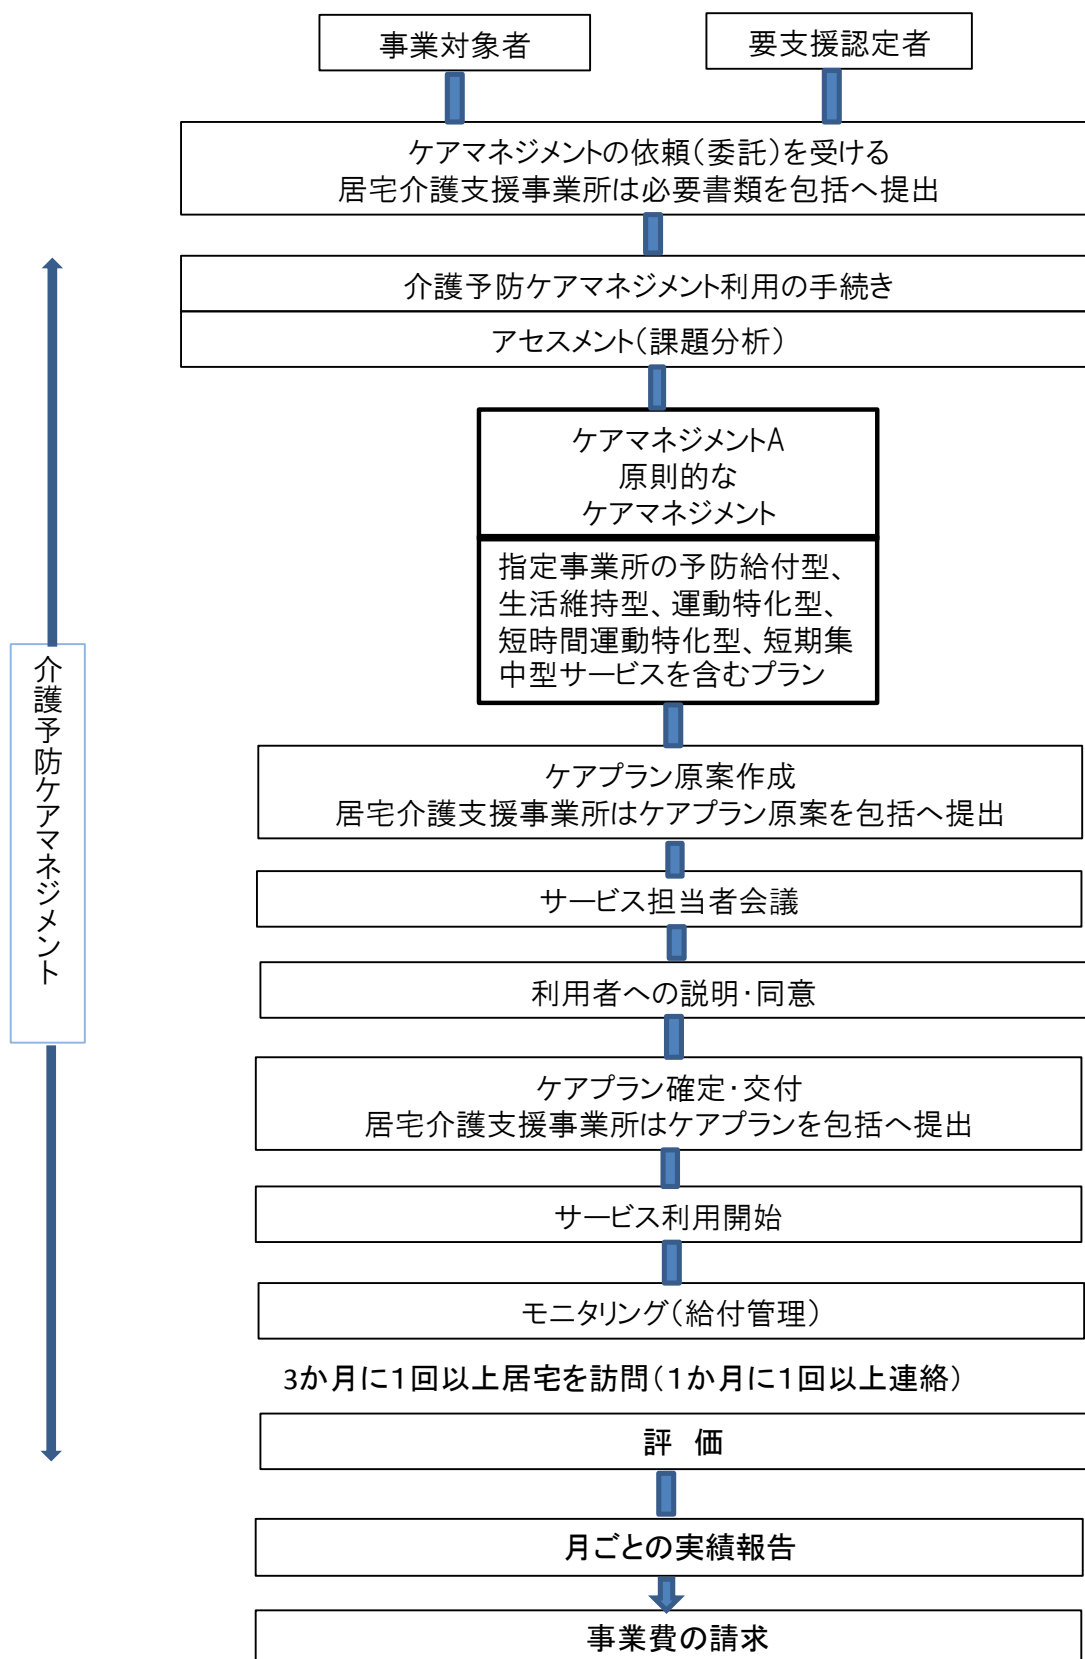 事業対象者
要支援認定者
ケアマネジメントの依頼（委託）を受ける
居宅介護支援事業所は必要書類を包括へ提出
介護予防ケアマネジメント利用の手続き
アセスメント（課題分析）
ケアマネジメントA
原則的な
ケアマネジメント
指定事業所の予防給付型、
生活維持型、運動特化型、
短時間運動特化型、短期集
中型サービスを含むプラン
介護予防ケアマネジメント
ケアプラン原案作成
居宅介護支援事業所はケアプラン原案を包括へ提出
サービス担当者会議
利用者への説明・同意
ケアプラン確定・交付
居宅介護支援事業所はケアプランを包括へ提出
サービス利用開始
モニタリング（給付管理）
3か月に１回以上居宅を訪問（１か月に１回以上連絡）
評　価
月ごとの実績報告
事業費の請求